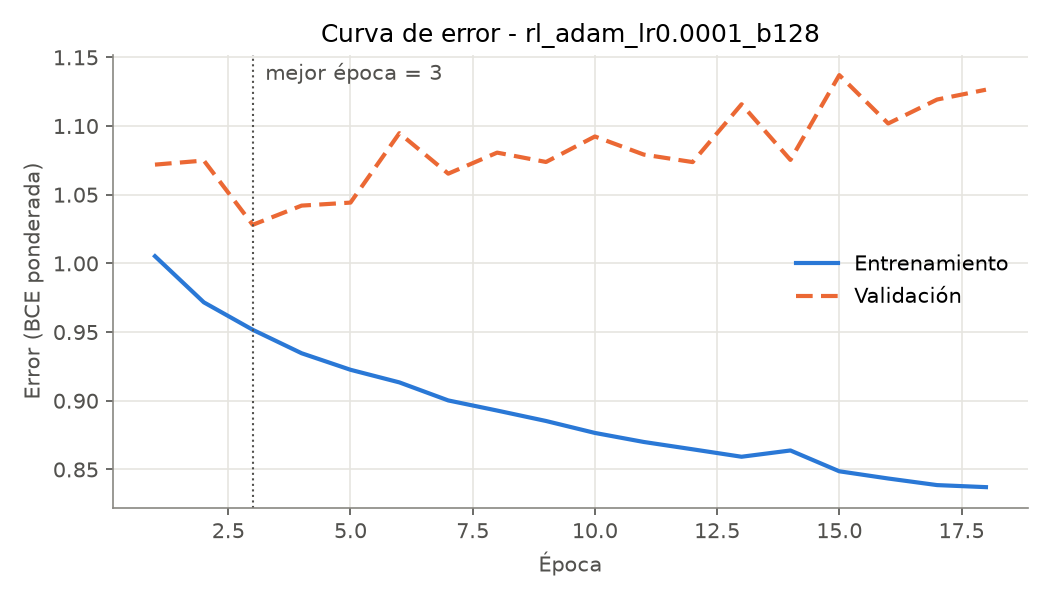 Curva de error - rl_adam_lr0.0001_b128
mejor época = 3
Error (BCE ponderada)
1.15
1.10
1.05
1.00
0.95
0.90
0.85
Entrenamiento
Validación
2.5
5.0
7.5
10.0
12.5
15.0
17.5
Época